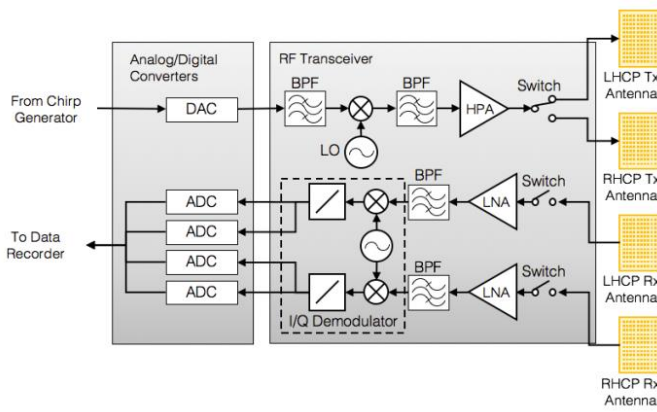 Analog/Digital
Converters
RF Transceiver
From Chirp
Generator
DAC
BPF
BPF
HPA
Switch
LO
LHCP Tx
Antenna
RHCP Tx
Antenna
To Data
Recorder
ADC
ADC
ADC
ADC
BPF
LNA
Switch
BPF
LNA
Switch
I/Q Demodulator
LHCP Rx
Antenna
RHCP Rx
Antenna